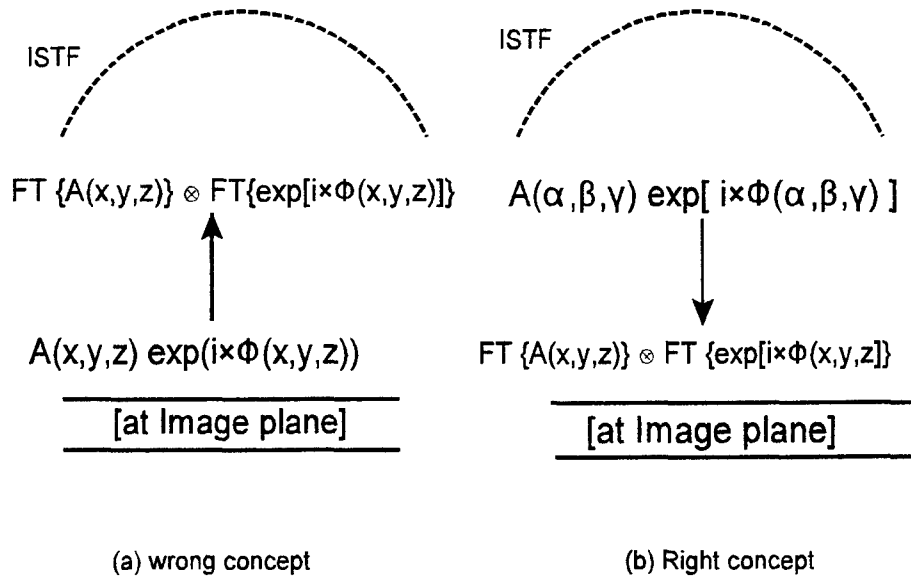 ISTF
FT {A(x,y,z)} ⊗ FT{exp[i×Φ(x,y,z)]}
A(x,y,z) exp(i×Φ(x,y,z))
[at Image plane]
(a) wrong concept
ISTF
A(α,β,γ) exp[ i×Φ(α,β,γ) ]
FT {A(x,y,z)} ⊗ FT {exp[i×Φ(x,y,z]}
[at Image plane]
(b) Right concept